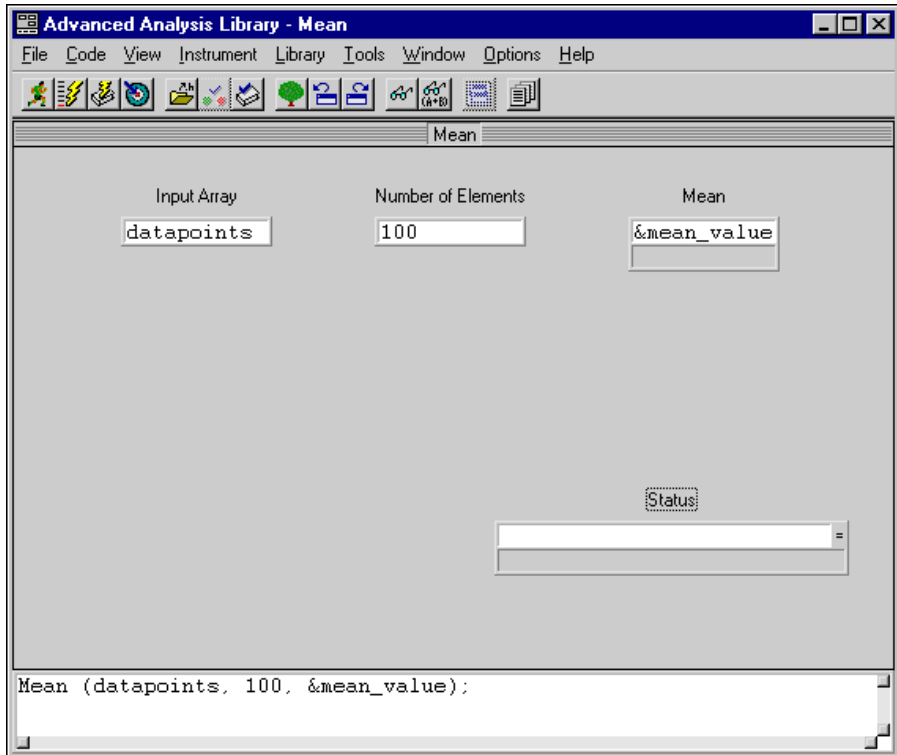 Advanced Analysis Library - Mean
File Code View Instrument Library Tools Window Options Help
(A+B)
Mean
Input Array Number of Elements Mean
datapoints 100 &mean_value
Status
=
Mean (datapoints, 100, &mean_value);